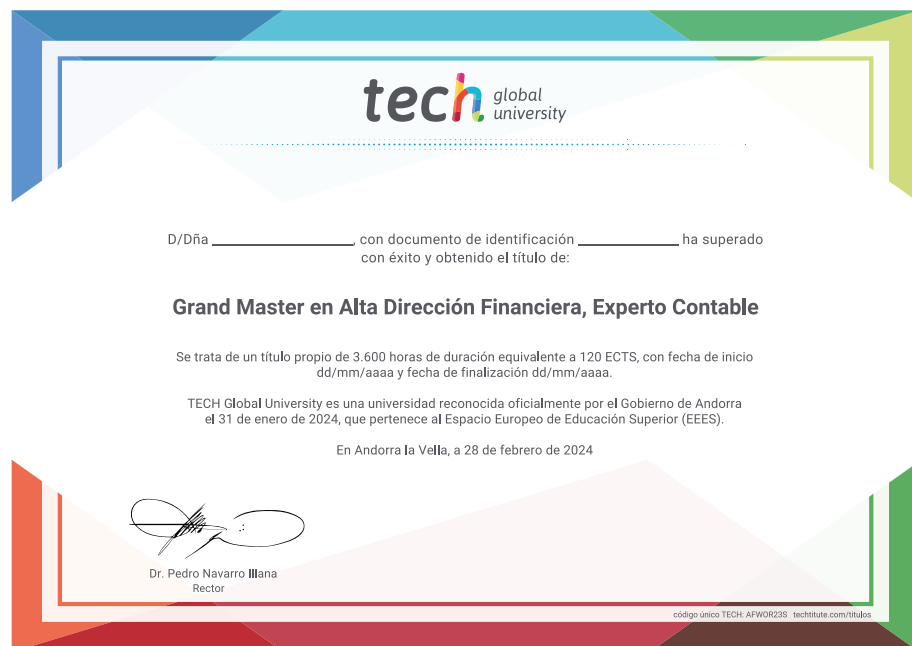 tech global university
D/Dña ____________, con documento de identificación ____________ ha superado
con éxito y obtenido el título de:
Grand Master en Alta Dirección Financiera, Experto Contable
Se trata de un título propio de 3.600 horas de duración equivalente a 120 ECTS, con fecha de inicio
dd/mm/aaaa y fecha de finalización dd/mm/aaaa.
TECH Global University es una universidad reconocida oficialmente por el Gobierno de Andorra
el 31 de enero de 2024, que pertenece al Espacio Europeo de Educación Superior (EEES).
En Andorra la Vella, a 28 de febrero de 2024
Dr. Pedro Navarro Illana
Rector
código único TECH: AFWOR23S techtitute.com/titulos